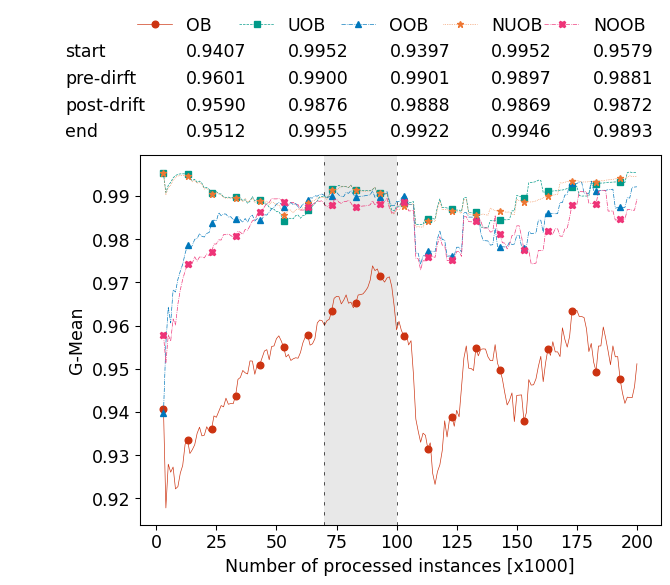 OB UOB OOB NUOB NOOB
start 0.9407 0.9952 0.9397 0.9952 0.9579
pre-dirft 0.9601 0.9900 0.9901 0.9897 0.9881
post-drift 0.9590 0.9876 0.9888 0.9869 0.9872
end 0.9512 0.9955 0.9922 0.9946 0.9893
0.99
0.98
0.97
0.96
0.95
0.94
0.93
0.92
G-Mean
0 25 50 75 100 125 150 175 200
Number of processed instances [x1000]